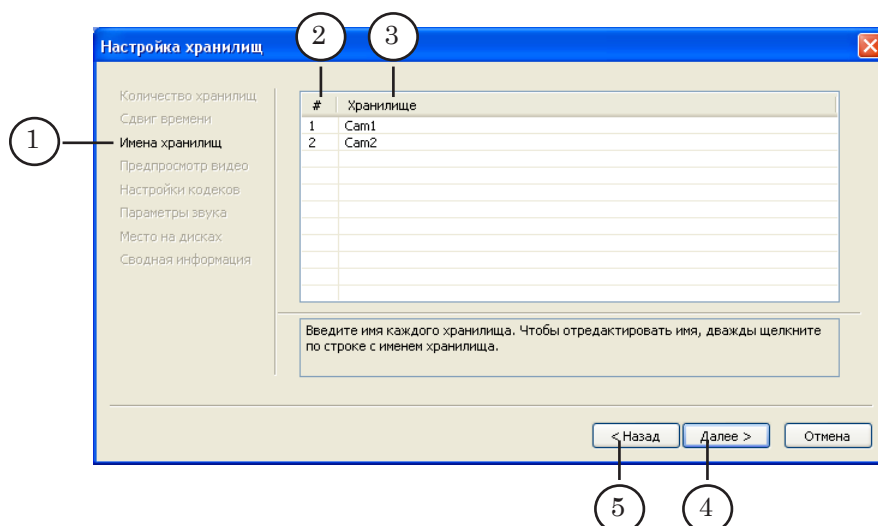 2
3
Настройка хранилищ
Количество хранилищ
Сдвиг времени
1
Имена хранилищ
Предпросмотр видео
Настройки кодеков
Параметры звука
Место на дисках
Сводная информация
# Хранилище
1 Cam1
2 Cam2
Введите имя каждого хранилища. Чтобы отредактировать имя, дважды щелкните
по строке с именем хранилища.
< Назад Далее > Отмена
5
4